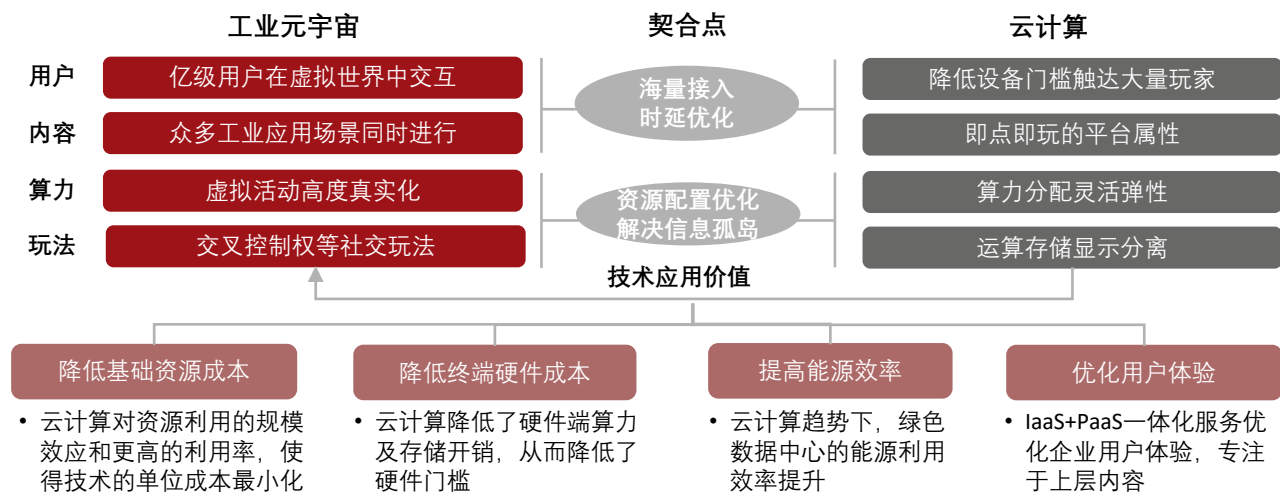 工业元宇宙
契合点
云计算
用户
亿级用户在虚拟世界中交互
海量接入
时延优化
降低设备门槛触达大量玩家
内容
众多工业应用场景同时进行
即点即玩的平台属性
算力
虚拟活动高度真实化
资源配置优化
解决信息孤岛
算力分配灵活弹性
玩法
交叉控制权等社交玩法
运算存储显示分离
技术应用价值
降低基础资源成本
降低终端硬件成本
提高能源效率
优化用户体验
• 云计算对资源利用的规模
效应和更高的利用率，使
得技术的单位成本最小化
• 云计算降低了硬件端算力
及存储开销，从而降低了
硬件门槛
• 云计算趋势下，绿色
数据中心的能源利用
效率提升
• IaaS+PaaS一体化服务优
化企业用户体验，专注
于上层内容